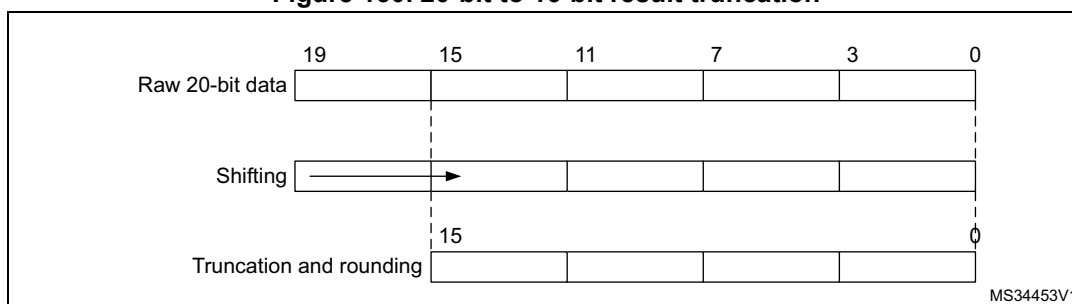 Figure 20-bit to 16-bit result truncation
19 15 11 7 3 0
Raw 20-bit data
Shifting
15 0
Truncation and rounding
MS34453V1